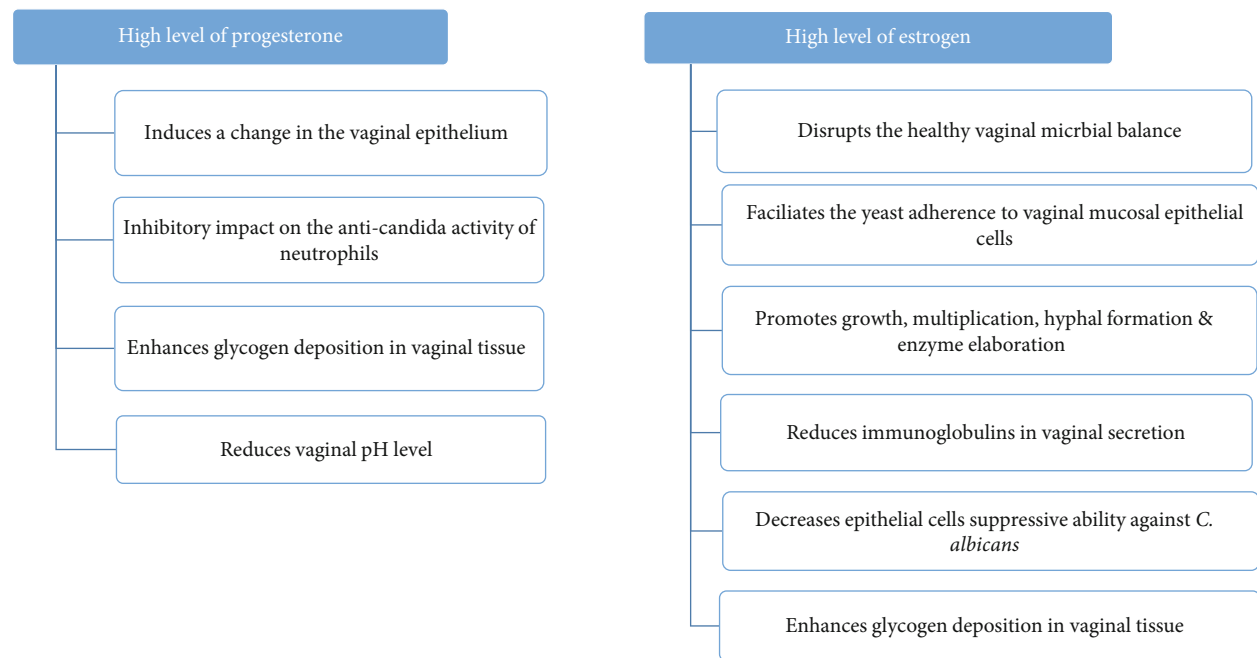 High level of progesterone
Induces a change in the vaginal epithelium
Inhibitory impact on the anti-candida activity of
neutrophils
Enhances glycogen deposition in vaginal tissue
Reduces vaginal pH level
High level of estrogen
Disrupts the healthy vaginal micrbial balance
Faciliates the yeast adherence to vaginal mucosal epithelial
cells
Promotes growth, multiplication, hyphal formation &
enzyme elaboration
Reduces immunoglobulins in vaginal secretion
Decreases epithelial cells suppressive ability against C.
albicans
Enhances glycogen deposition in vaginal tissue